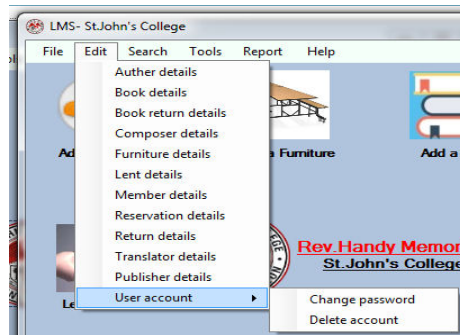 LMS- St.John's College
File Edit Search Tools Report Help
Auther details
Book details
Book return details
Composer details
Furniture details
Lent details
Member details
Reservation details
Return details
Translator details
Publisher details
User account
Change password
Delete account
Ad
a Furniture
Add a
Le
Rev.Handy Memor
St.John's College